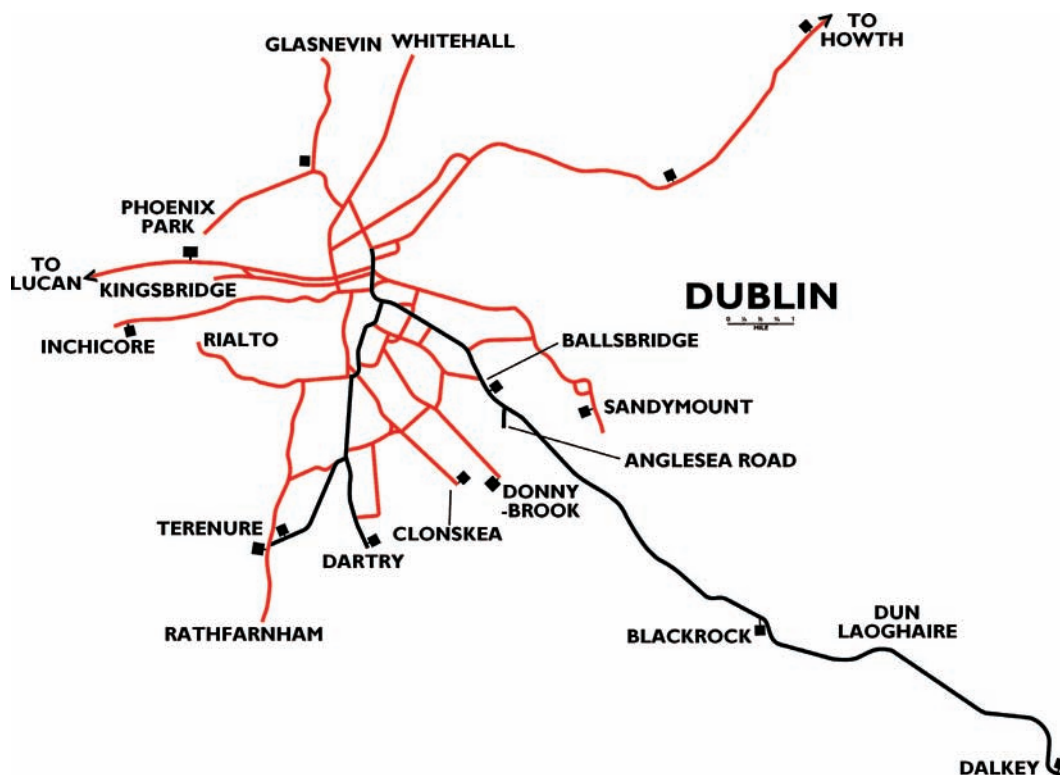 GLASNEVIN
WHITEHALL
TO
HOWTH
PHOENIX
PARK
TO
LUCAN
KINGSBRIDGE
DUBLIN
MILE
INCHICORE
RIALTO
BALLSBRIDGE
SANDYMOUNT
ANGLESEA ROAD
DONNY
-BROOK
CLONSKEA
TERENURE
DARTRY
RATHFARNHAM
BLACKROCK
DUN
LAOGHAIRE
DALKEY